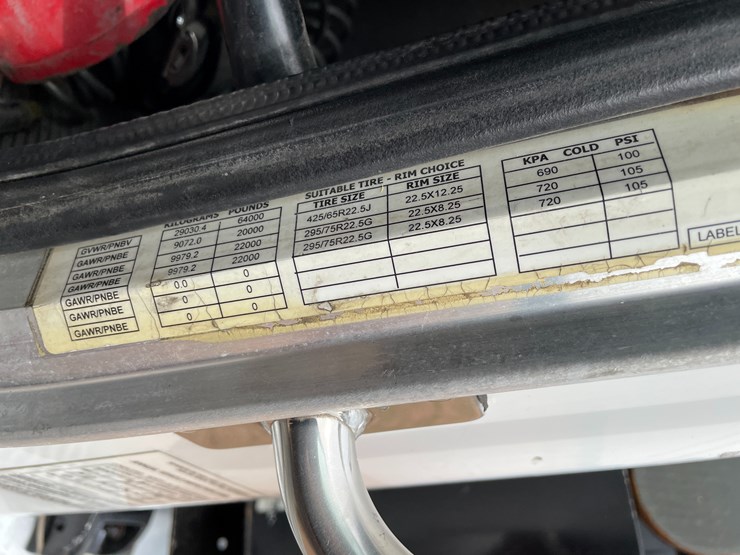 KILOGRAMS POUNDS SUITABLE TIRE - RIM CHOICE KPA COLD PSI
TIRE SIZE RIM SIZE
GVWR/PNBV 29030.4 64000
GAWR/PNBE 9072.0 20000 425/65R22.5J 22.5X12.25 690 100
GAWR/PNBE 9979.2 22000 295/75R22.5G 22.5X8.25 720 105
GAWR/PNBE 9979.2 22000 295/75R22.5G 22.5X8.25 720 105
GAWR/PNBE 0.0 0
GAWR/PNBE 0 0
GAWR/PNBE 0 0
LABEL